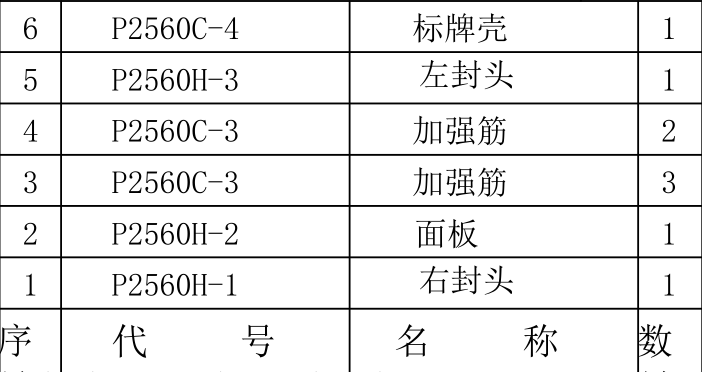 6 P2560C-4 标牌壳 1
5 P2560H-3 左封头 1
4 P2560C-3 加强筋 2
3 P2560C-3 加强筋 3
2 P2560H-2 面板 1
1 P2560H-1 右封头 1
序 代 号 名 称 数